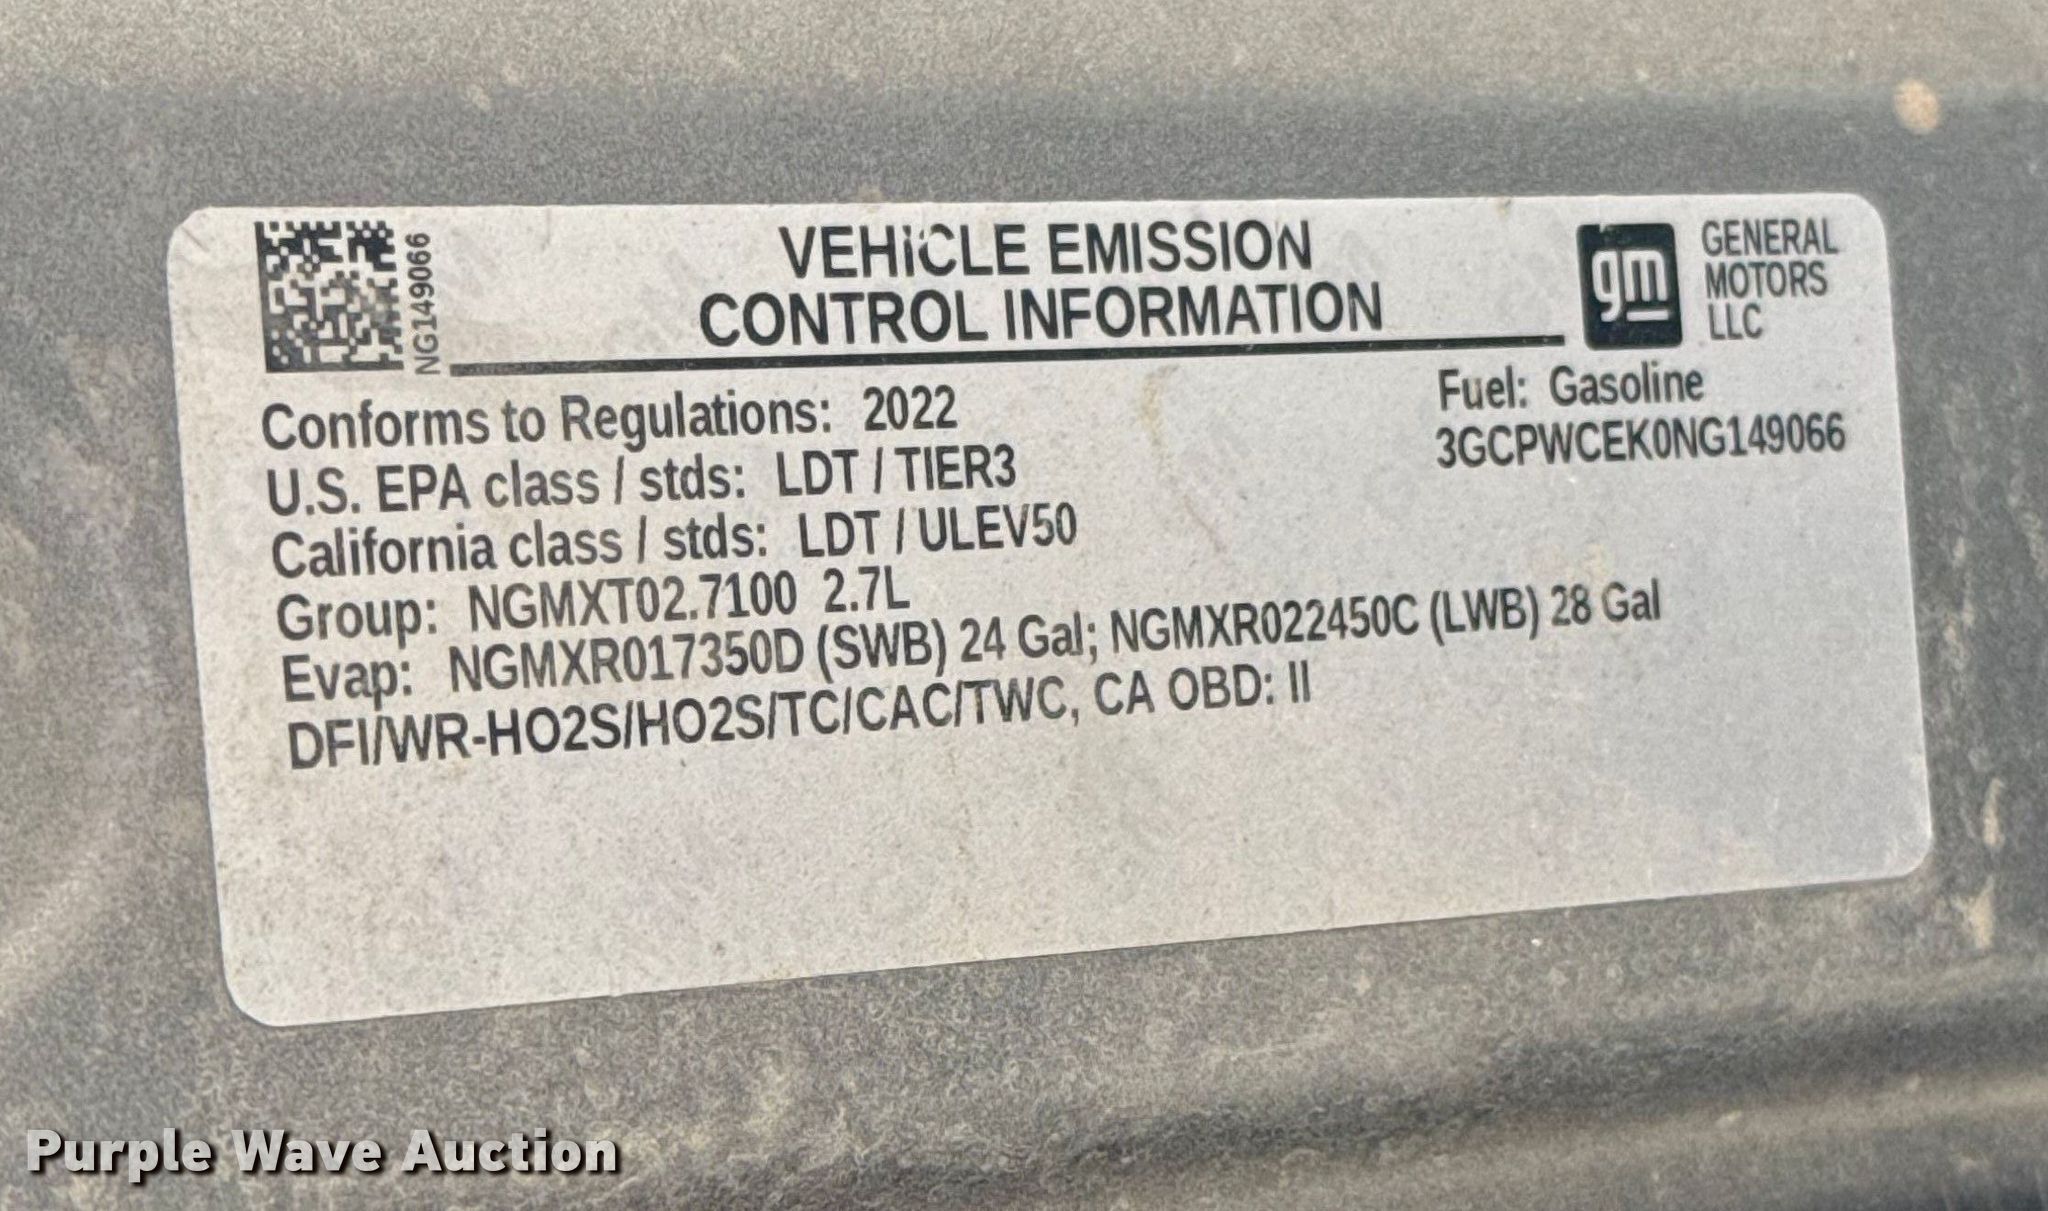 NG149066
VEHICLE EMISSION
CONTROL INFORMATION
gm
GENERAL
MOTORS
LLC
Conforms to Regulations: 2022
Fuel: Gasoline
U.S. EPA class / stds: LDT / TIER3
3GCPWCEK0NG149066
California class / stds: LDT / ULEV50
Group: NGMXT02.7100 2.7L
Evap: NGMXR017350D (SWB) 24 Gal; NGMXR022450C (LWB) 28 Gal
DFI/WR-HO2S/HO2S/TC/CAC/TWC, CA OBD: II
Purple Wave Auction